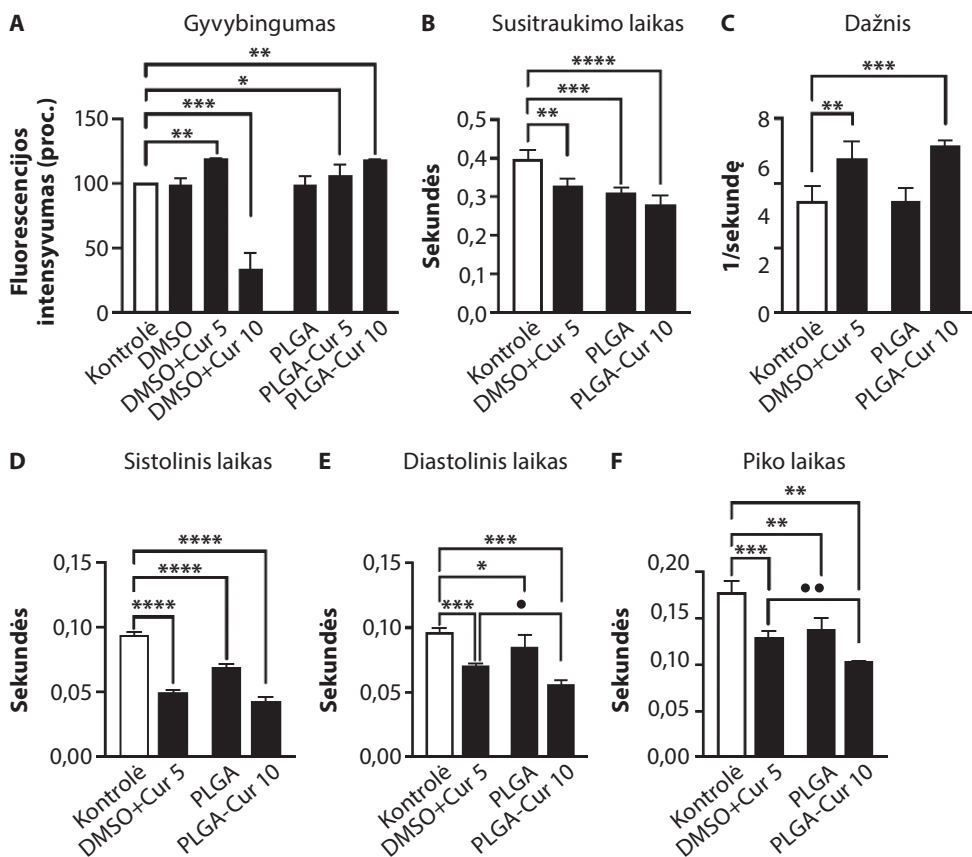 A Gyvybingumas
Fluorescencijos
intensyvumas (proc.)
150
100
50
0
** 
*
***
**
Kontrolė
DMSO
DMSO+Cur 5
DMSO+Cur 10
PLGA
PLGA-Cur 5
PLGA-Cur 10
B Susitraukimo laikas
Sekundės
0,5
0,4
0,3
0,2
0,1
0,0
****
***
**
Kontrolė
DMSO+Cur 5
PLGA
PLGA-Cur 10
C Dažnis
1/sekundę
8
6
4
2
0
***
**
Kontrolė
DMSO+Cur 5
PLGA
PLGA-Cur 10
D Sistolinis laikas
Sekundės
0,15
0,10
0,05
0,00
****
****
****
Kontrolė
DMSO+Cur 5
PLGA
PLGA-Cur 10
E Diastolinis laikas
Sekundės
0,15
0,10
0,05
0,00
***
*
***
•
Kontrolė
DMSO+Cur 5
PLGA
PLGA-Cur 10
F Piko laikas
Sekundės
0,20
0,15
0,10
0,05
0,00
**
**
***
••
Kontrolė
DMSO+Cur 5
PLGA
PLGA-Cur 10